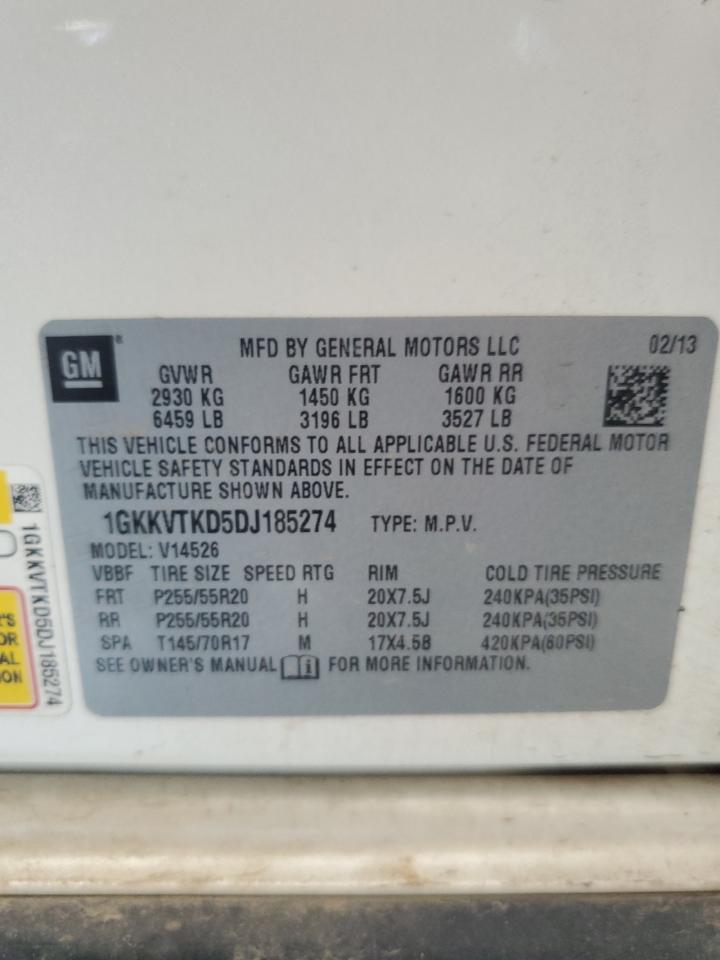 GM®
MFD BY GENERAL MOTORS LLC 02/13
GVWR GAWR FRT GAWR RR
2930 KG 1450 KG 1600 KG
6459 LB 3196 LB 3527 LB
THIS VEHICLE CONFORMS TO ALL APPLICABLE U.S. FEDERAL MOTOR
VEHICLE SAFETY STANDARDS IN EFFECT ON THE DATE OF
MANUFACTURE SHOWN ABOVE.
1GKKVTKD5DJ185274 TYPE: M.P.V.
MODEL: V14526
VBBF TIRE SIZE SPEED RTG RIM COLD TIRE PRESSURE
FRT P255/55R20 H 20X7.5J 240KPA(35PSI)
RR P255/55R20 H 20X7.5J 240KPA(35PSI)
SPA T145/70R17 M 17X4.5B 420KPA(60PSI)
SEE OWNER'S MANUAL FOR MORE INFORMATION.
1GKKVTKD5DJ185274
'S
OR
AL
ION